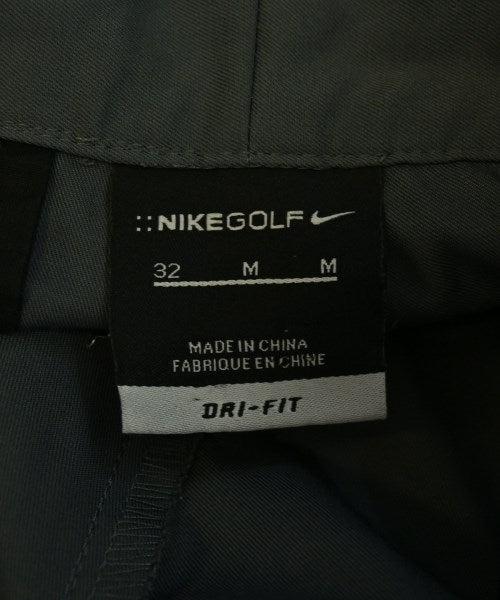 ::NIKEGOLF
32 M M
MADE IN CHINA
FABRIQUE EN CHINE
DRI-FIT